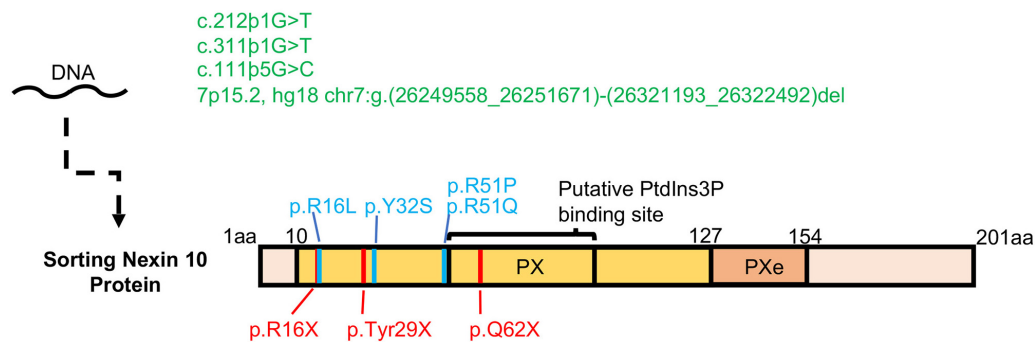 c.212þ1G>T
c.311þ1G>T
c.111þ5G>C
7p15.2, hg18 chr7:g.(26249558_26251671)-(26321193_26322492)del
DNA
p.R51P
p.R16L p.Y32S p.R51Q
Putative PtdIns3P
binding site
1aa 10 127 154 201aa
Sorting Nexin 10
Protein
PX PXe
p.R16X p.Tyr29X p.Q62X